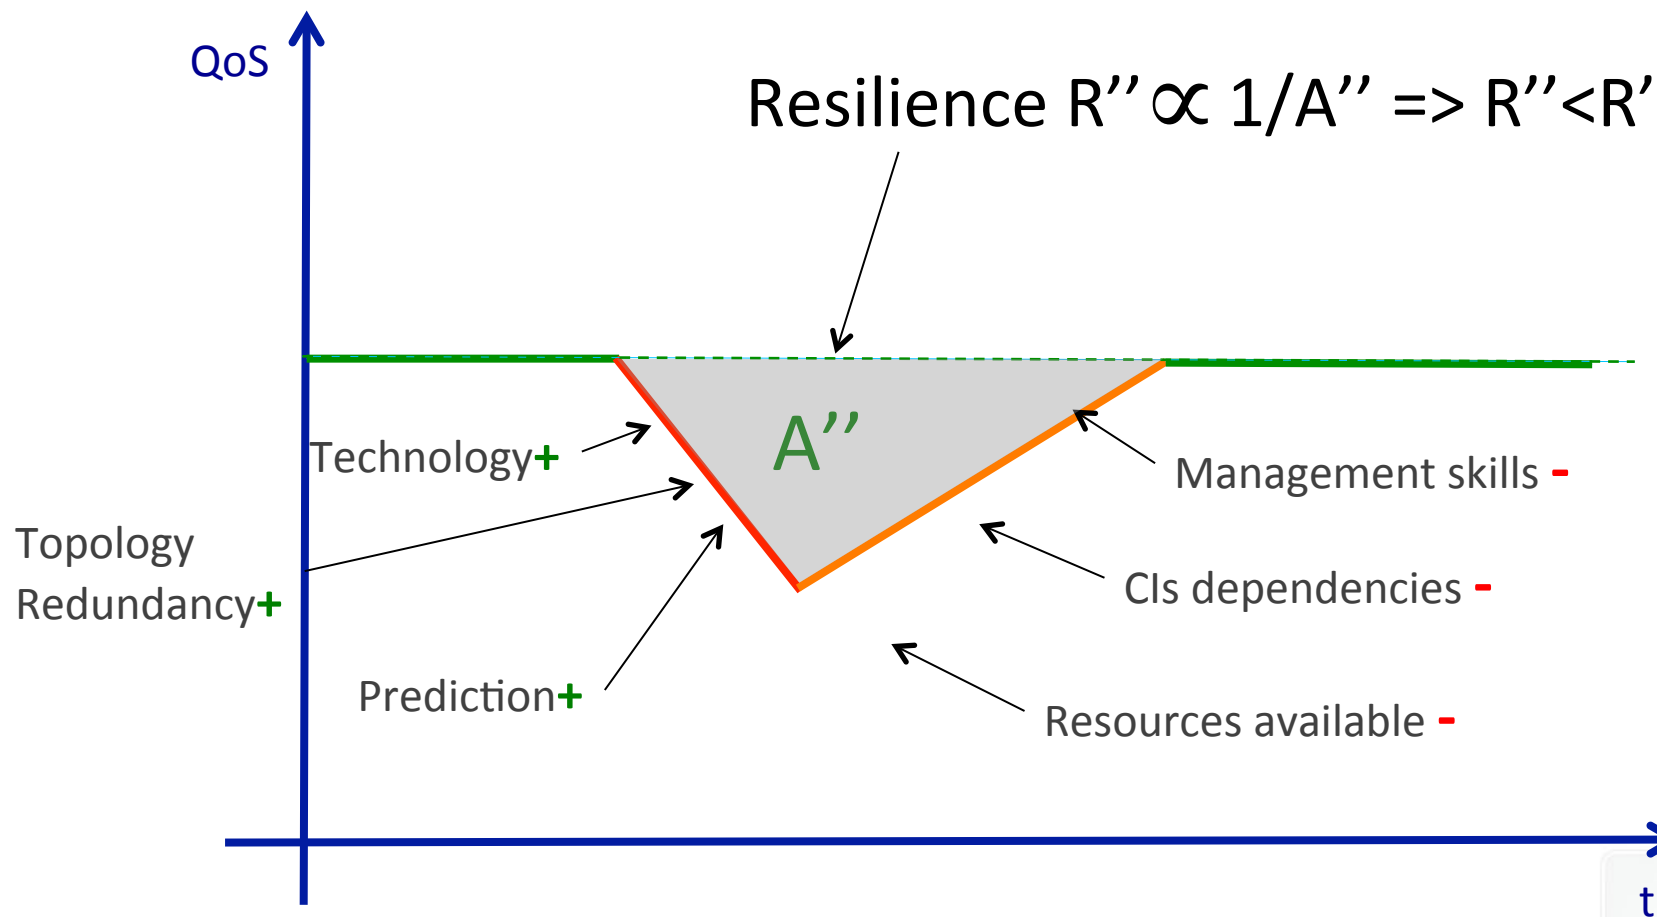 QoS
Resilience R’’ ∝ 1/A’’ => R’’<R’
A’’
Technology+
Management skills -
Topology
Redundancy+
CIs dependencies -
Prediction+
Resources available -
t